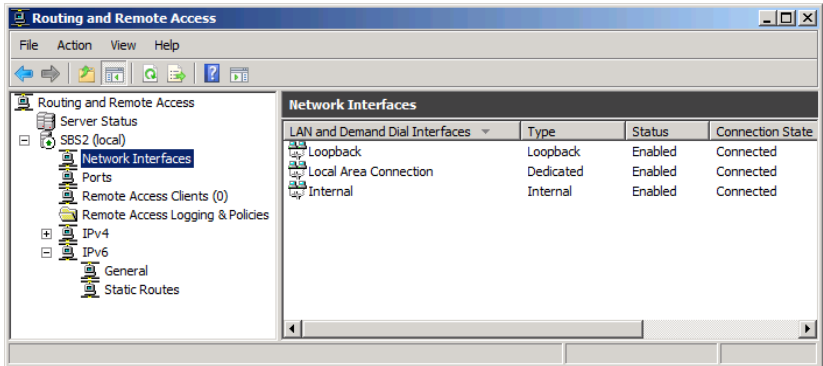 Routing and Remote Access
File Action View Help
Routing and Remote Access
Server Status
SBS2 (local)
Network Interfaces
Ports
Remote Access Clients (0)
Remote Access Logging & Policies
IPv4
IPv6
General
Static Routes
Network Interfaces
LAN and Demand Dial Interfaces Type Status Connection State
Loopback Loopback Enabled Connected
Local Area Connection Dedicated Enabled Connected
Internal Internal Enabled Connected